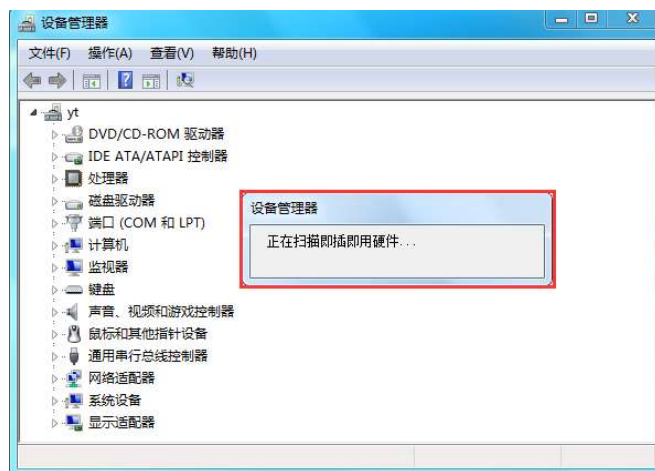 设备管理器
文件(F) 操作(A) 查看(V) 帮助(H)
yt
DVD/CD-ROM 驱动器
IDE ATA/ATAPI 控制器
处理器
磁盘驱动器
端口 (COM 和 LPT)
计算机
监视器
键盘
声音、视频和游戏控制器
鼠标和其他指针设备
通用串行总线控制器
网络适配器
系统设备
显示适配器
设备管理器
正在扫描即插即用硬件...